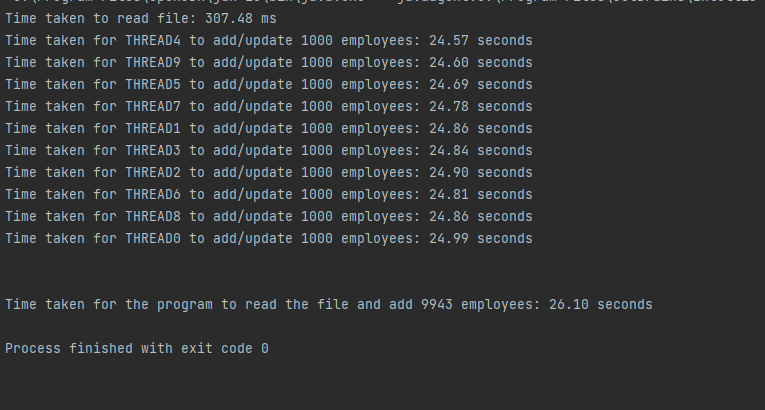 Time taken to read file: 307.48 ms
Time taken for THREAD4 to add/update 1000 employees: 24.57 seconds
Time taken for THREAD9 to add/update 1000 employees: 24.60 seconds
Time taken for THREAD5 to add/update 1000 employees: 24.69 seconds
Time taken for THREAD7 to add/update 1000 employees: 24.78 seconds
Time taken for THREAD1 to add/update 1000 employees: 24.86 seconds
Time taken for THREAD3 to add/update 1000 employees: 24.84 seconds
Time taken for THREAD2 to add/update 1000 employees: 24.90 seconds
Time taken for THREAD6 to add/update 1000 employees: 24.81 seconds
Time taken for THREAD8 to add/update 1000 employees: 24.86 seconds
Time taken for THREAD0 to add/update 1000 employees: 24.99 seconds
Time taken for the program to read the file and add 9943 employees: 26.10 seconds
Process finished with exit code 0